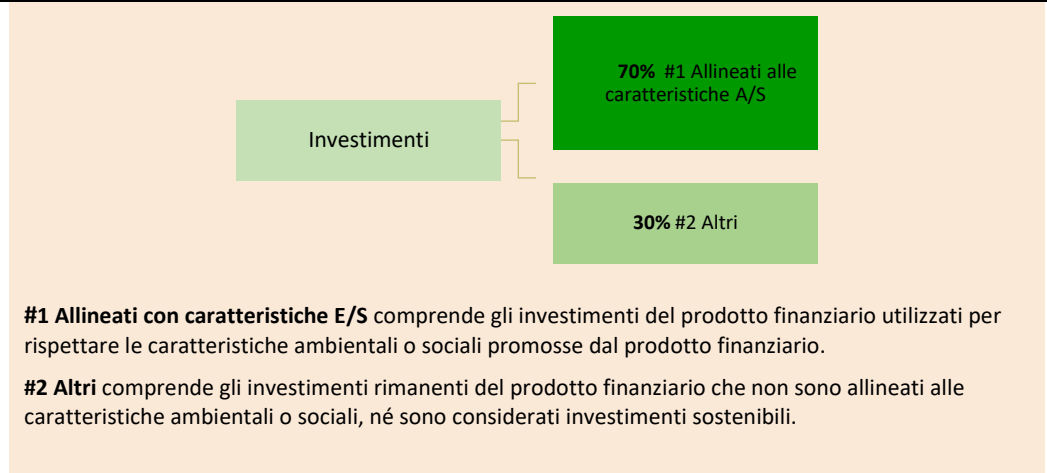 70% #1 Allineati alle
caratteristiche A/S
Investimenti
30% #2 Altri
#1 Allineati con caratteristiche E/S comprende gli investimenti del prodotto finanziario utilizzati per
rispettare le caratteristiche ambientali o sociali promosse dal prodotto finanziario.
#2 Altri comprende gli investimenti rimanenti del prodotto finanziario che non sono allineati alle
caratteristiche ambientali o sociali, né sono considerati investimenti sostenibili.